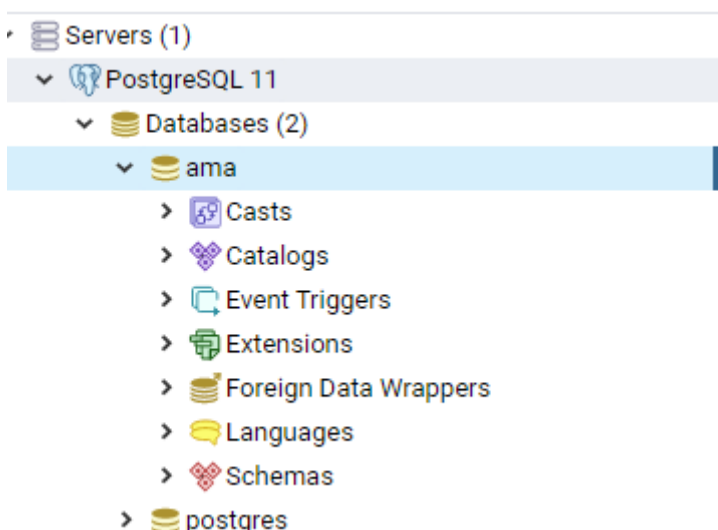 Servers (1)
PostgreSQL 11
Databases (2)
ama
Casts
Catalogs
Event Triggers
Extensions
Foreign Data Wrappers
Languages
Schemas
postgres